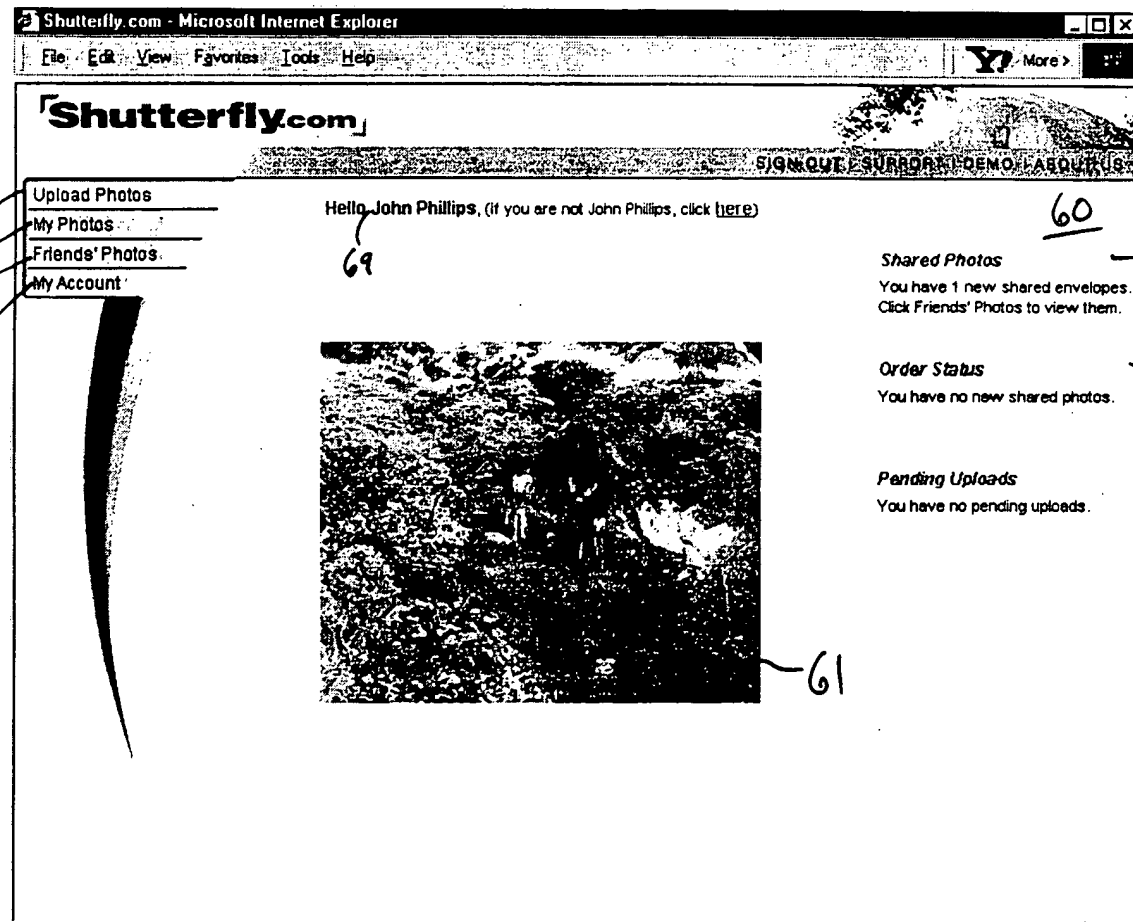 Shutterfly.com - Microsoft Internet Explorer
File Edit View Favorites Tools Help
Y! More >
Shutterfly.com
SIGN OUT | SUPPORT | DEMO | ABOUT US
Upload Photos
My Photos
Friends' Photos
My Account
Hello John Phillips, (if you are not John Phillips, click here)
69
60
Shared Photos
You have 1 new shared envelopes.
Click Friends' Photos to view them.
Order Status
You have no new shared photos.
Pending Uploads
You have no pending uploads.
61